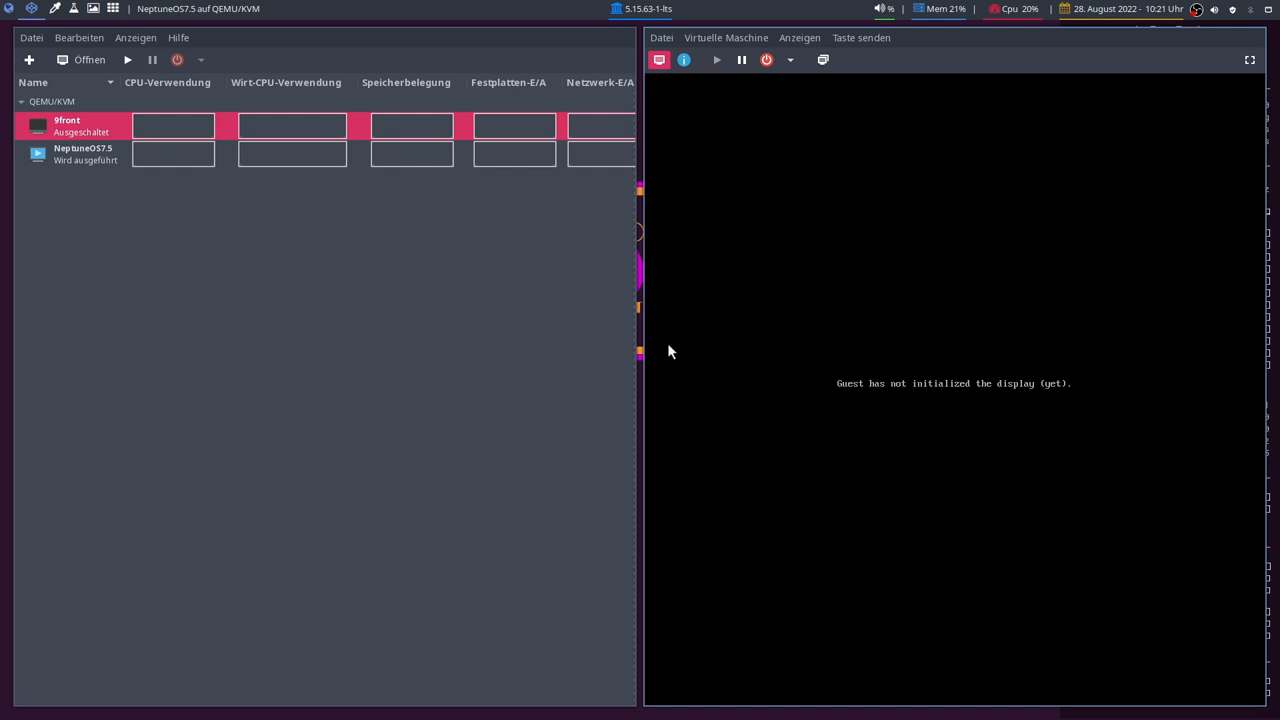 NeptuneOS7.5 auf QEMU/KVM
5.15.63-1-lts
%
Mem 21%
Cpu 20%
28. August 2022 - 10:21 Uhr
Datei Bearbeiten Anzeigen Hilfe
Öffnen
Name CPU-Verwendung Wirt-CPU-Verwendung Speicherbelegung Festplatten-E/A Netzwerk-E/A
QEMU/KVM
9front
Ausgeschaltet
NeptuneOS7.5
Wird ausgeführt
Datei Virtuelle Maschine Anzeigen Taste senden
Guest has not initialized the display (yet).